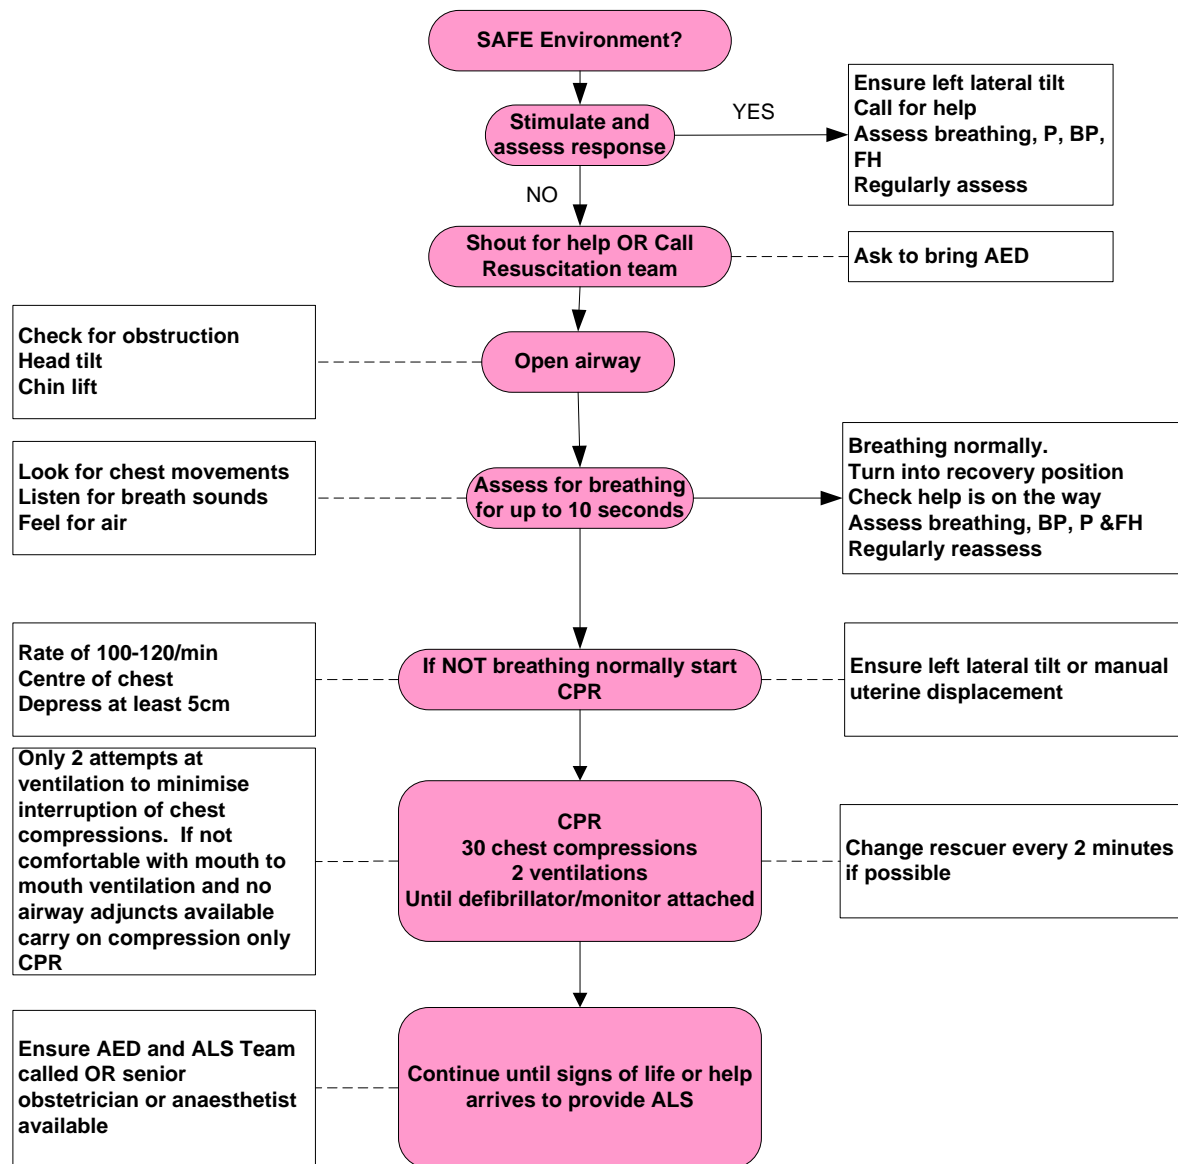 SAFE Environment?
Stimulate and
assess response
YES
Ensure left lateral tilt
Call for help
Assess breathing, P, BP,
FH
Regularly assess
NO
Shout for help OR Call
Resuscitation team
Ask to bring AED
Check for obstruction
Head tilt
Chin lift
Open airway
Look for chest movements
Listen for breath sounds
Feel for air
Assess for breathing
for up to 10 seconds
Breathing normally.
Turn into recovery position
Check help is on the way
Assess breathing, BP, P &FH
Regularly reassess
Rate of 100-120/min
Centre of chest
Depress at least 5cm
If NOT breathing normally start
CPR
Ensure left lateral tilt or manual
uterine displacement
Only 2 attempts at
ventilation to minimise
interruption of chest
compressions.  If not
comfortable with mouth to
mouth ventilation and no
airway adjuncts available
carry on compression only
CPR
CPR
30 chest compressions
2 ventilations
Until defibrillator/monitor attached
Change rescuer every 2 minutes
if possible
Ensure AED and ALS Team
called OR senior
obstetrician or anaesthetist
available
Continue until signs of life or help
arrives to provide ALS